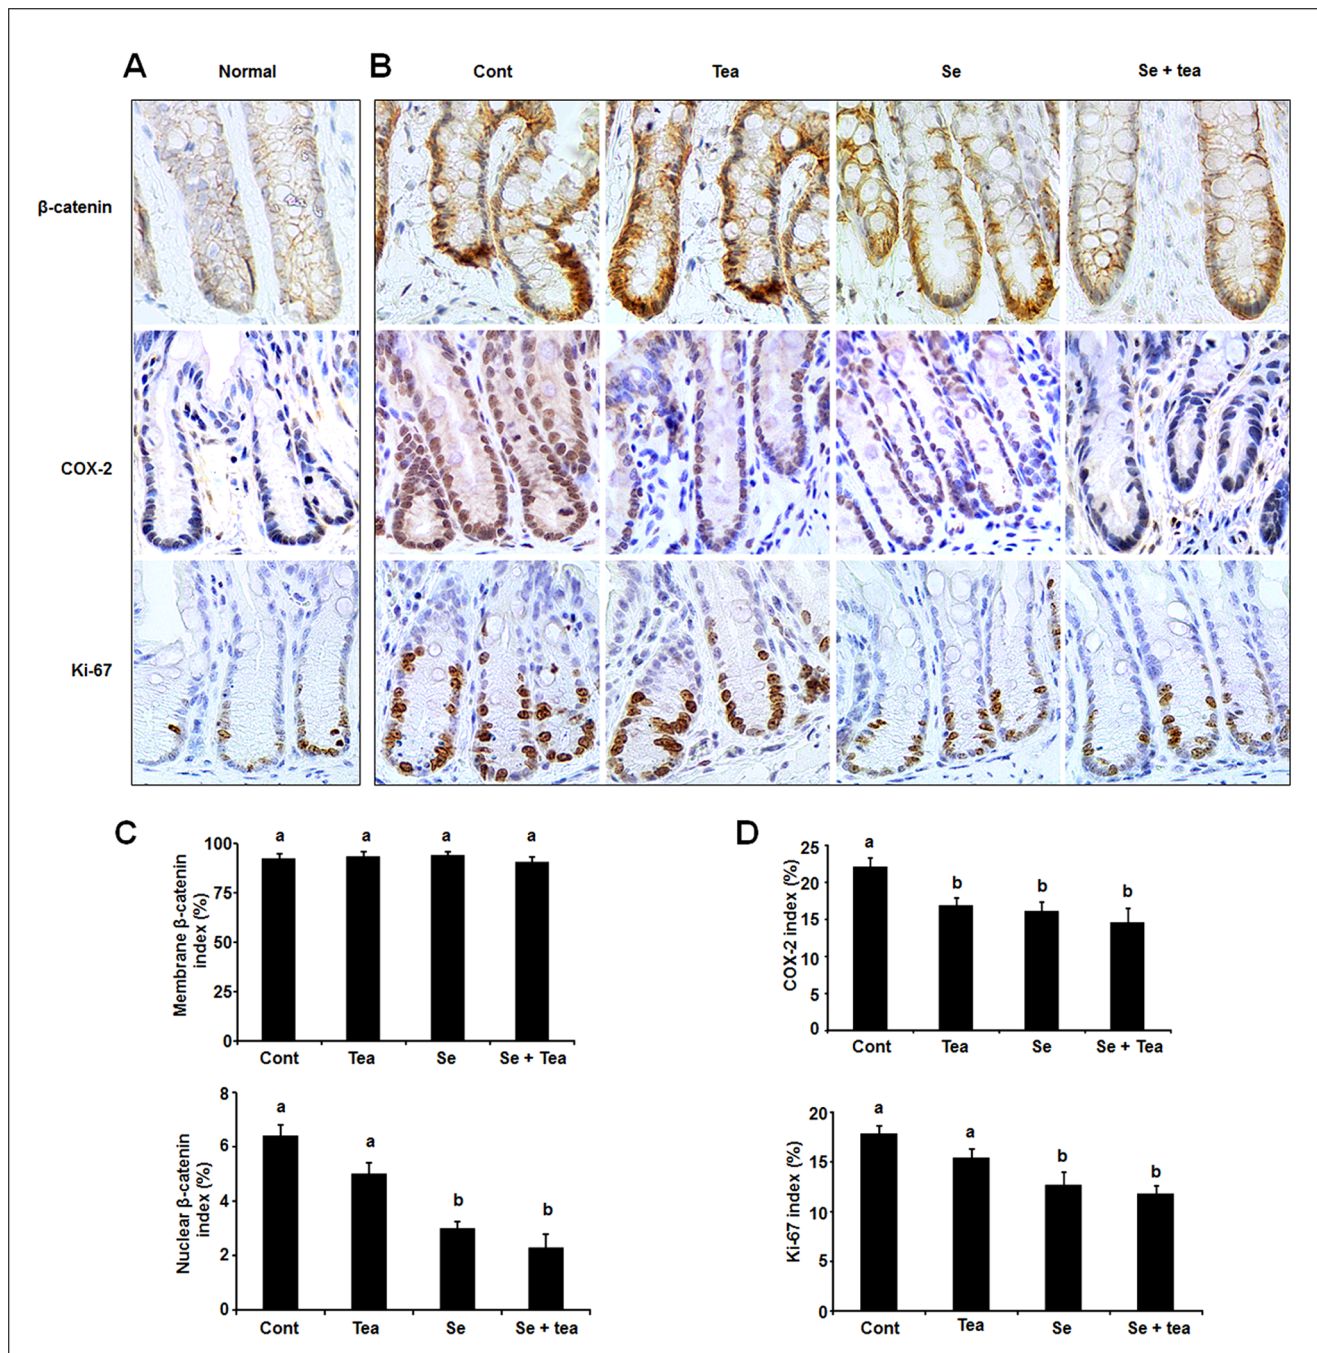 A Normal B Cont Tea Se Se + tea
β-catenin
COX-2
Ki-67
C
Membrane β-catenin
index (%)
100
75
50
25
0
a a a a
Cont Tea Se Se + Tea
D
COX-2 index (%)
25
20
15
10
5
0
a b b b
Cont Tea Se Se + Tea
Nuclear β-catenin
index (%)
8
6
4
2
0
a a b b
Cont Tea Se Se + tea
Ki-67 index (%)
20
15
10
5
0
a a b b
Cont Tea Se Se + tea